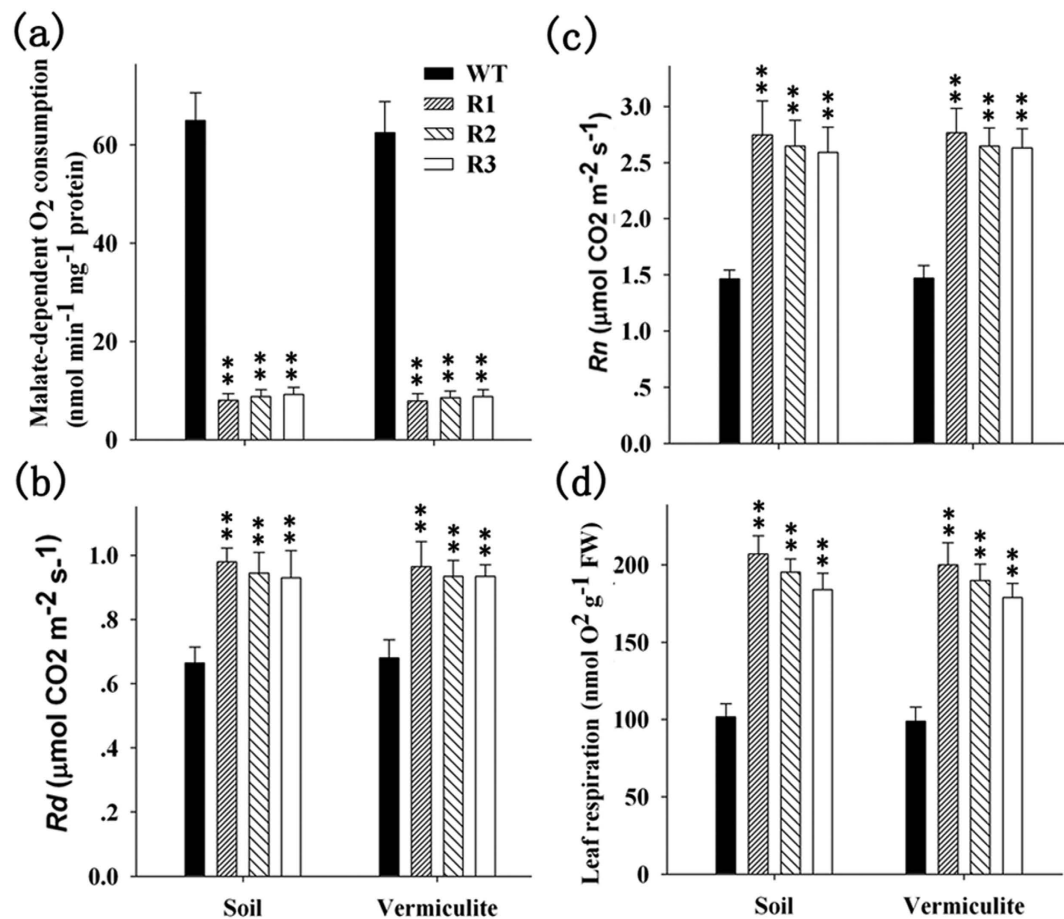 (a)
Malate-dependent O2 consumption
(nmol min-1 mg-1 protein)
60
40
20
0
WT
R1
R2
R3
** ** **
** ** **
(c)
Rn (μmol CO2 m-2 s-1)
3.0
2.5
2.0
1.5
1.0
.5
0.0
** ** **
** ** **
(b)
Rd (μmol CO2 m-2 s-1)
1.0
.8
.6
.4
.2
0.0
** ** **
** ** **
Soil Vermiculite
(d)
Leaf respiration (nmol O2 g-1 FW)
200
150
100
50
0
** ** **
** ** **
Soil Vermiculite